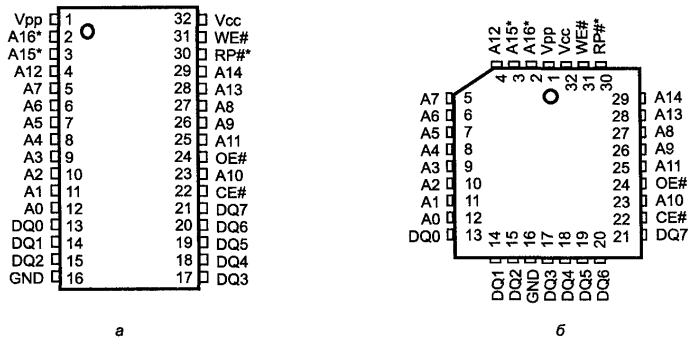 Vpp 1 32 Vcc
A16* 2 31 WE#
A15* 3 30 RP#*
A12 4 29 A14
A7 5 28 A13
A6 6 27 A8
A5 7 26 A9
A4 8 25 A11
A3 9 24 OE#
A2 10 23 A10
A1 11 22 CE#
A0 12 21 DQ7
DQ0 13 20 DQ6
DQ1 14 19 DQ5
DQ2 15 18 DQ4
GND 16 17 DQ3
а
A12 A15* A16* Vpp Vcc WE# RP#*
4 3 2 1 32 31 30
A7 5 29 A14
A6 6 28 A13
A5 7 27 A8
A4 8 26 A9
A3 9 25 A11
A2 10 24 OE#
A1 11 23 A10
A0 12 22 CE#
DQ0 13 21 DQ7
14 15 16 17 18 19 20
DQ1 DQ2 GND DQ3 DQ4 DQ5 DQ6
б